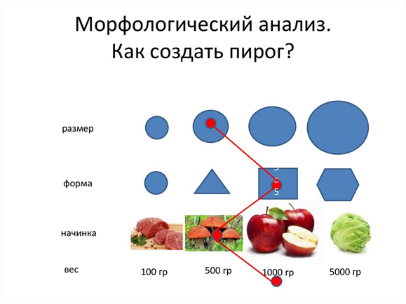 Морфологический анализ.
Как создать пирог?
размер
форма
начинка
вес
100 гр
500 гр
1000 гр
5000 гр